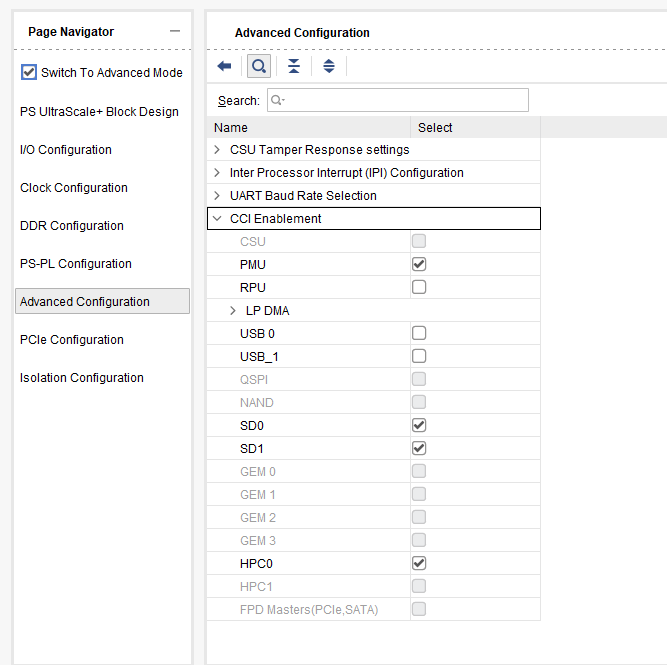 Page Navigator
Switch To Advanced Mode
PS UltraScale+ Block Design
I/O Configuration
Clock Configuration
DDR Configuration
PS-PL Configuration
Advanced Configuration
PCIe Configuration
Isolation Configuration
Advanced Configuration
Search:
Name Select
CSU Tamper Response settings
Inter Processor Interrupt (IPI) Configuration
UART Baud Rate Selection
CCI Enablement
CSU
PMU
RPU
LP DMA
USB 0
USB_1
QSPI
NAND
SD0
SD1
GEM 0
GEM 1
GEM 2
GEM 3
HPC0
HPC1
FPD Masters(PCIe,SATA)